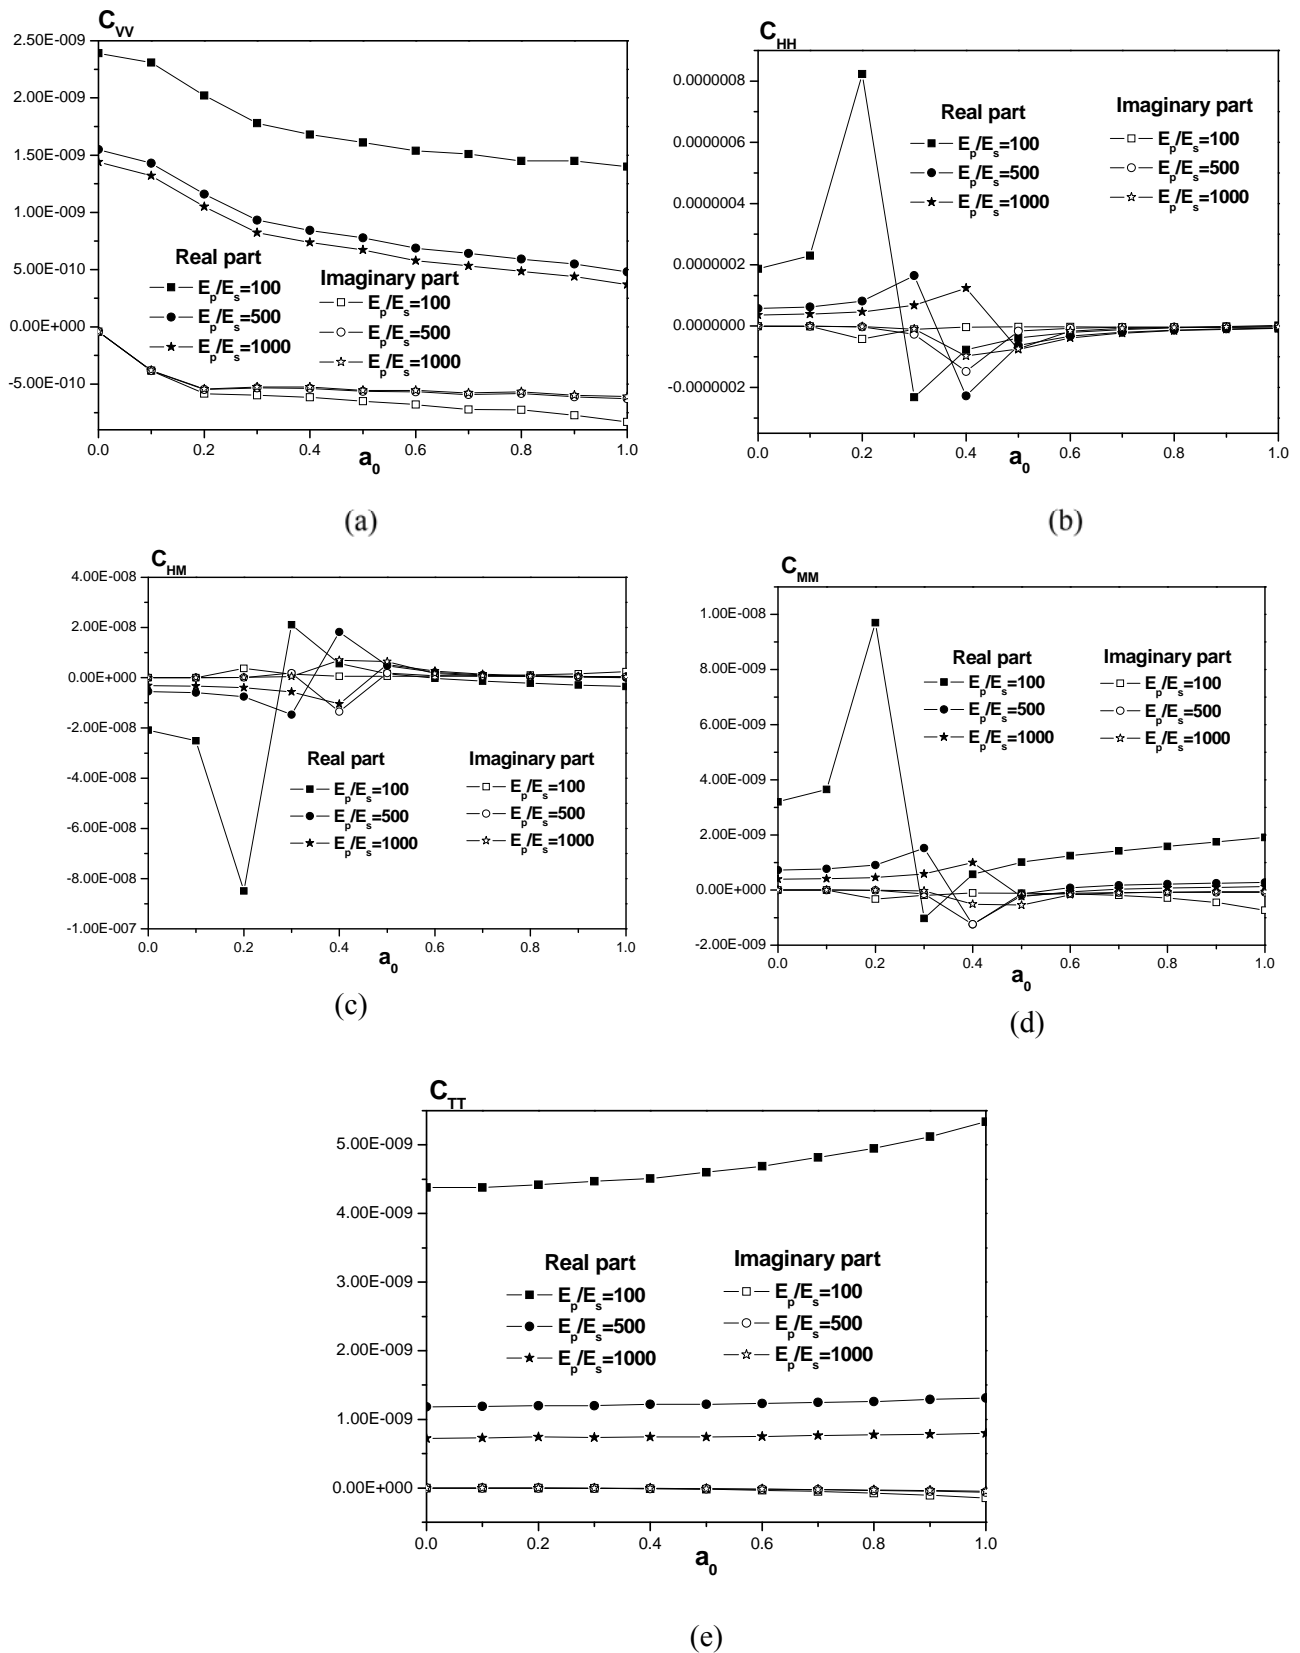 C_VV
2.50E-009
2.00E-009
1.50E-009
1.00E-009
5.00E-010
0.00E+000
-5.00E-010
Real part
E_p/E_s=100
E_p/E_s=500
E_p/E_s=1000
Imaginary part
E_p/E_s=100
E_p/E_s=500
E_p/E_s=1000
0.0 0.2 0.4 0.6 0.8 1.0
a_0
(a)
C_HH
0.0000008
0.0000006
0.0000004
0.0000002
0.0000000
-0.0000002
Real part
E_p/E_s=100
E_p/E_s=500
E_p/E_s=1000
Imaginary part
E_p/E_s=100
E_p/E_s=500
E_p/E_s=1000
0.0 0.2 0.4 0.6 0.8 1.0
a_0
(b)
C_HM
4.00E-008
2.00E-008
0.00E+000
-2.00E-008
-4.00E-008
-6.00E-008
-8.00E-008
-1.00E-007
Real part
E_p/E_s=100
E_p/E_s=500
E_p/E_s=1000
Imaginary part
E_p/E_s=100
E_p/E_s=500
E_p/E_s=1000
0.0 0.2 0.4 0.6 0.8 1.0
a_0
(c)
C_MM
1.00E-008
8.00E-009
6.00E-009
4.00E-009
2.00E-009
0.00E+000
-2.00E-009
Real part
E_p/E_s=100
E_p/E_s=500
E_p/E_s=1000
Imaginary part
E_p/E_s=100
E_p/E_s=500
E_p/E_s=1000
0.0 0.2 0.4 0.6 0.8 1.0
a_0
(d)
C_TT
5.00E-009
4.00E-009
3.00E-009
2.00E-009
1.00E-009
0.00E+000
Real part
E_p/E_s=100
E_p/E_s=500
E_p/E_s=1000
Imaginary part
E_p/E_s=100
E_p/E_s=500
E_p/E_s=1000
0.0 0.2 0.4 0.6 0.8 1.0
a_0
(e)